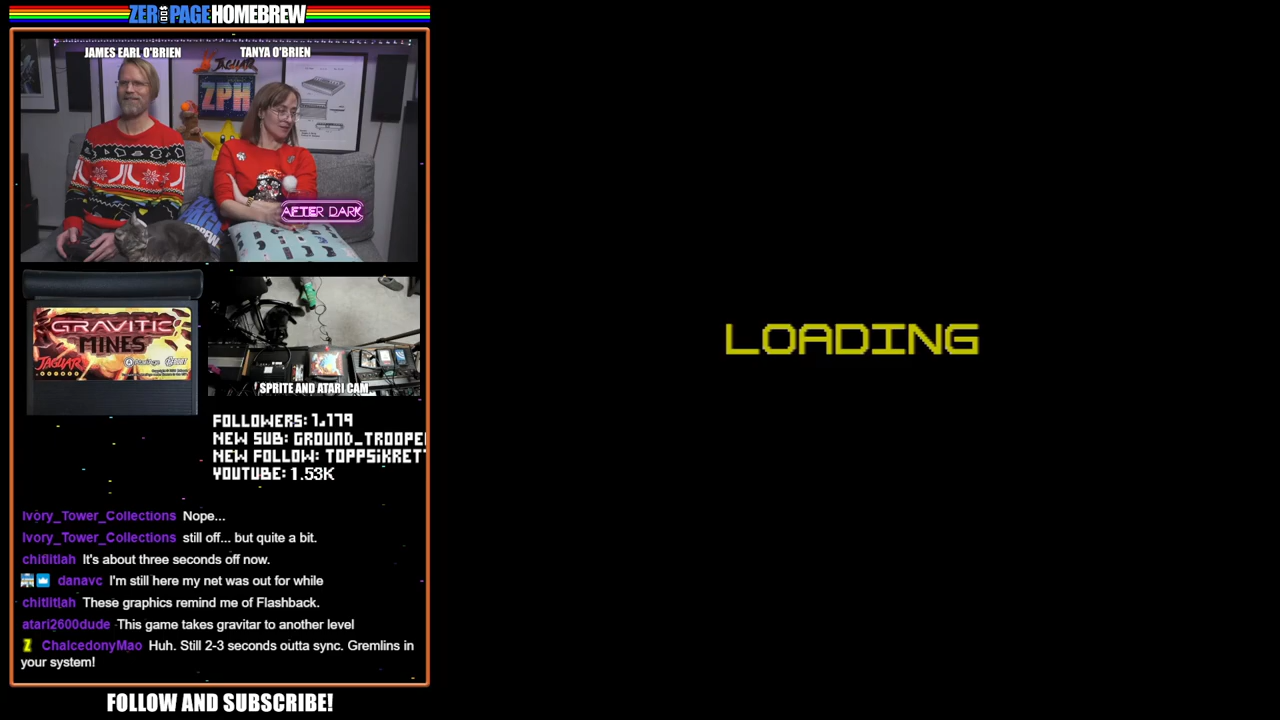 ZEROPAGE HOMEBREW
JAMES EARL O'BRIEN
TANYA O'BRIEN
JAGUAR
ZPH
AFTER DARK
GRAVITIC
MINES
JAGUAR
SPRITE AND ATARI CAM
FOLLOWERS: 1,179
NEW SUB: GROUND_TROOPE
NEW FOLLOW: TOPPSIKRET
YOUTUBE: 1.53K
LOADING
Ivory_Tower_Collections Nope...
Ivory_Tower_Collections still off... but quite a bit.
chitlitlah It's about three seconds off now.
danavc I'm still here my net was out for while
chitlitlah These graphics remind me of Flashback.
atari2600dude This game takes gravitar to another level
ChalcedonyMao Huh. Still 2-3 seconds outta sync. Gremlins in
your system!
FOLLOW AND SUBSCRIBE!